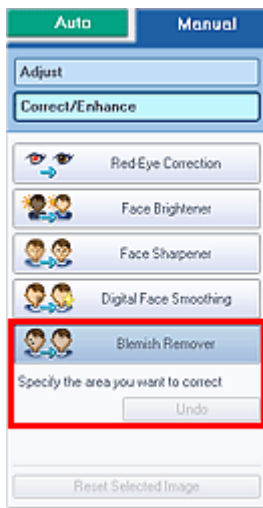 Auto Manual
Adjust
Correct/Enhance
Red-Eye Correction
Face Brightener
Face Sharpener
Digital Face Smoothing
Blemish Remover
Specify the area you want to correct
Undo
Reset Selected Image